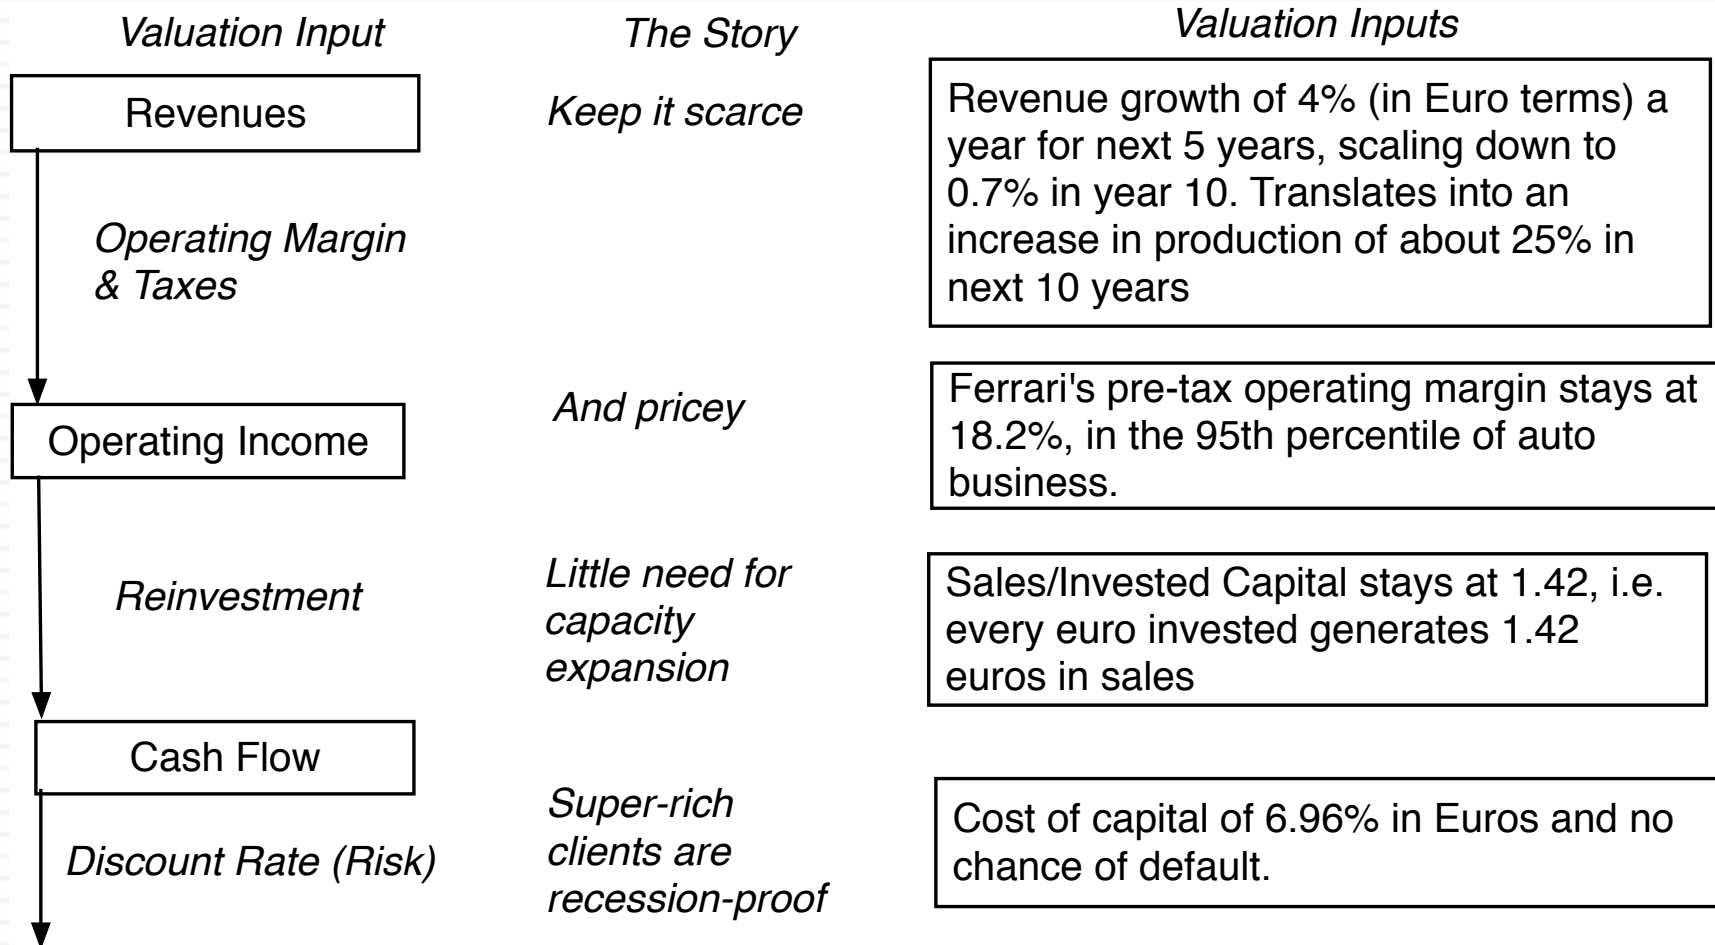 Valuation Input
The Story
Valuation Inputs
Revenues
Keep it scarce
Revenue growth of 4% (in Euro terms) a
year for next 5 years, scaling down to
0.7% in year 10. Translates into an
increase in production of about 25% in
next 10 years
Operating Margin
& Taxes
Operating Income
And pricey
Ferrari's pre-tax operating margin stays at
18.2%, in the 95th percentile of auto
business.
Reinvestment
Little need for
capacity
expansion
Sales/Invested Capital stays at 1.42, i.e.
every euro invested generates 1.42
euros in sales
Cash Flow
Discount Rate (Risk)
Super-rich
clients are
recession-proof
Cost of capital of 6.96% in Euros and no
chance of default.